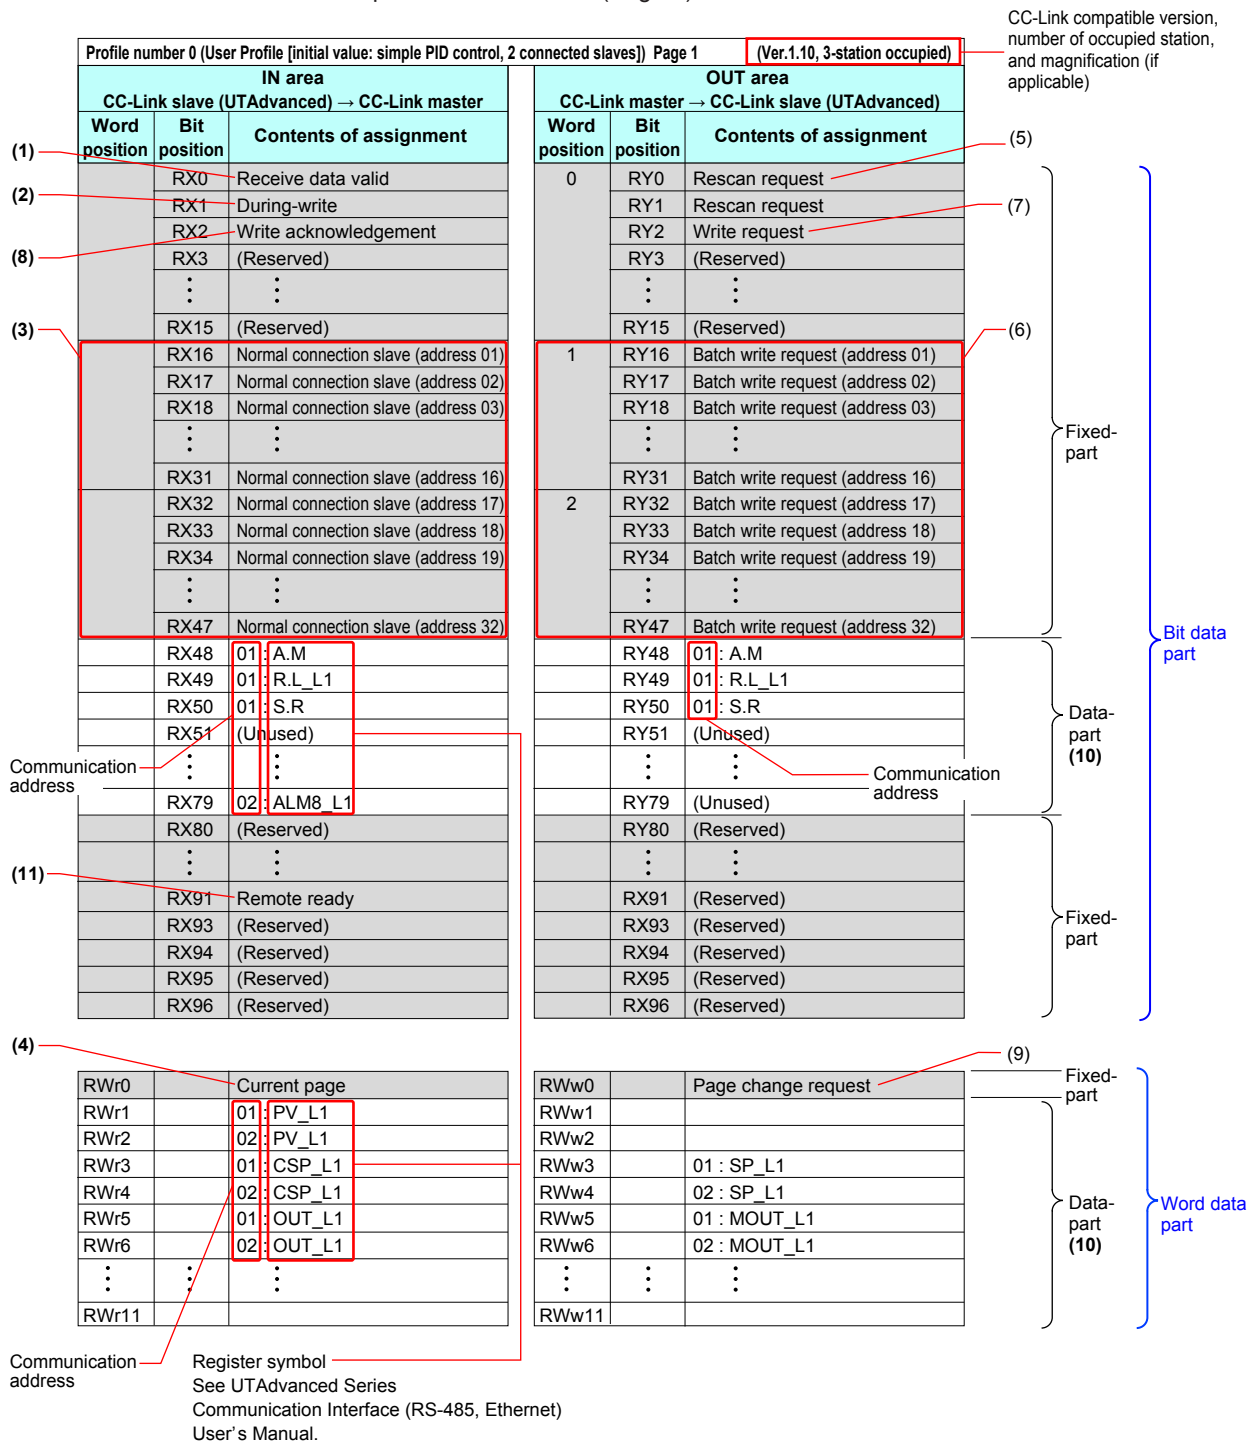 CC-Link compatible version,
number of occupied station,
and magnification (if
applicable)
Profile number 0 (User Profile [initial value: simple PID control, 2 connected slaves]) Page 1 (Ver.1.10, 3-station occupied)
IN area OUT area
CC-Link slave (UTAdvanced) → CC-Link master CC-Link master → CC-Link slave (UTAdvanced)
Word position Bit position Contents of assignment Word position Bit position Contents of assignment
(1) (5)
RX0 Receive data valid 0 RY0 Rescan request
(2) RX1 During-write RY1 Rescan request (7)
RX2 Write acknowledgement RY2 Write request
(8) RX3 (Reserved) RY3 (Reserved)
(3) RX15 (Reserved) RY15 (Reserved) (6)
RX16 Normal connection slave (address 01) 1 RY16 Batch write request (address 01)
RX17 Normal connection slave (address 02) RY17 Batch write request (address 02)
RX18 Normal connection slave (address 03) RY18 Batch write request (address 03)
Fixed-
part
RX31 Normal connection slave (address 16) RY31 Batch write request (address 16)
RX32 Normal connection slave (address 17) 2 RY32 Batch write request (address 17)
RX33 Normal connection slave (address 18) RY33 Batch write request (address 18)
RX34 Normal connection slave (address 19) RY34 Batch write request (address 19)
RX47 Normal connection slave (address 32) RY47 Batch write request (address 32)
Bit data
part
RX48 01 : A.M RY48 01 : A.M
RX49 01 : R.L_L1 RY49 01 : R.L_L1
RX50 01 : S.R RY50 01 : S.R
RX51 (Unused) RY51 (Unused)
Data-
part
(10)
Communication
address
Communication
address
RX79 02 : ALM8_L1 RY79 (Unused)
RX80 (Reserved) RY80 (Reserved)
(11)
RX91 Remote ready RX91 (Reserved)
RX93 (Reserved) RX93 (Reserved)
RX94 (Reserved) RX94 (Reserved)
RX95 (Reserved) RX95 (Reserved)
RX96 (Reserved) RX96 (Reserved)
Fixed-
part
(4) (9)
RWr0 Current page RWw0 Page change request
Fixed-
part
RWr1 01 : PV_L1 RWw1
RWr2 02 : PV_L1 RWw2
RWr3 01 : CSP_L1 RWw3 01 : SP_L1
RWr4 02 : CSP_L1 RWw4 02 : SP_L1
RWr5 01 : OUT_L1 RWw5 01 : MOUT_L1
RWr6 02 : OUT_L1 RWw6 02 : MOUT_L1
Data-
part
(10)
Word data
part
RWr11 RWw11
Communication
address
Register symbol
See UTAdvanced Series
Communication Interface (RS-485, Ethernet)
User's Manual.